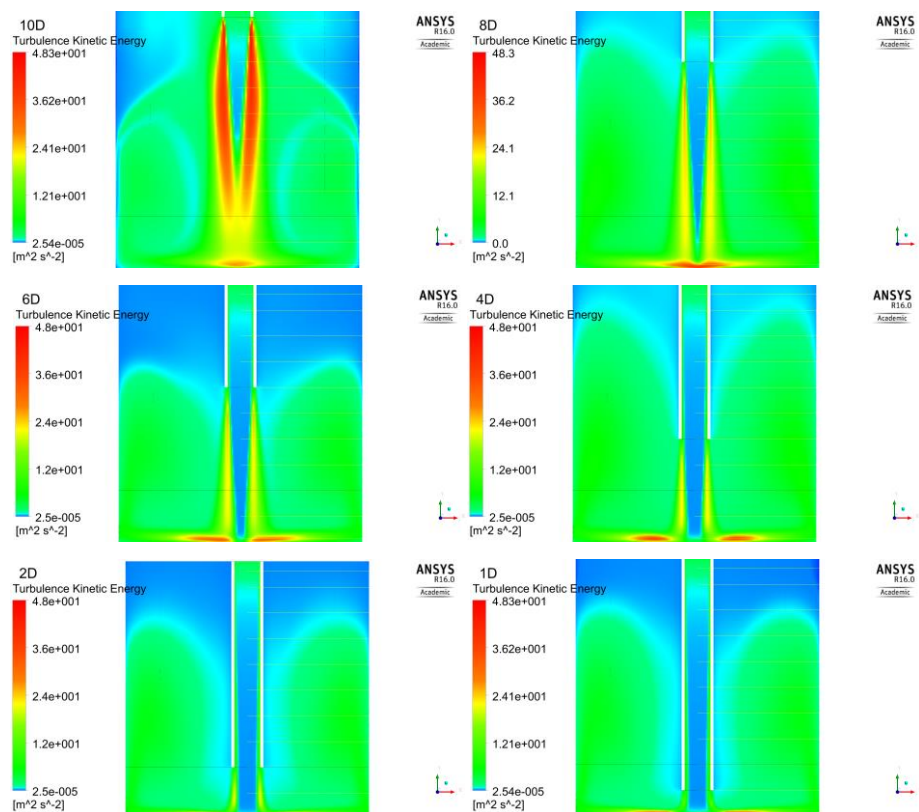 10D
Turbulence Kinetic Energy
4.83e+001
3.62e+001
2.41e+001
1.21e+001
2.54e-005
[m^2 s^-2]
ANSYS
R16.0
Academic
8D
Turbulence Kinetic Energy
48.3
36.2
24.1
12.1
0.0
[m^2 s^-2]
ANSYS
R16.0
Academic
6D
Turbulence Kinetic Energy
4.8e+001
3.6e+001
2.4e+001
1.2e+001
2.5e-005
[m^2 s^-2]
ANSYS
R16.0
Academic
4D
Turbulence Kinetic Energy
4.8e+001
3.6e+001
2.4e+001
1.2e+001
2.5e-005
[m^2 s^-2]
ANSYS
R16.0
Academic
2D
Turbulence Kinetic Energy
4.8e+001
3.6e+001
2.4e+001
1.2e+001
2.5e-005
[m^2 s^-2]
ANSYS
R16.0
Academic
1D
Turbulence Kinetic Energy
4.83e+001
3.62e+001
2.41e+001
1.21e+001
2.54e-005
[m^2 s^-2]
ANSYS
R16.0
Academic